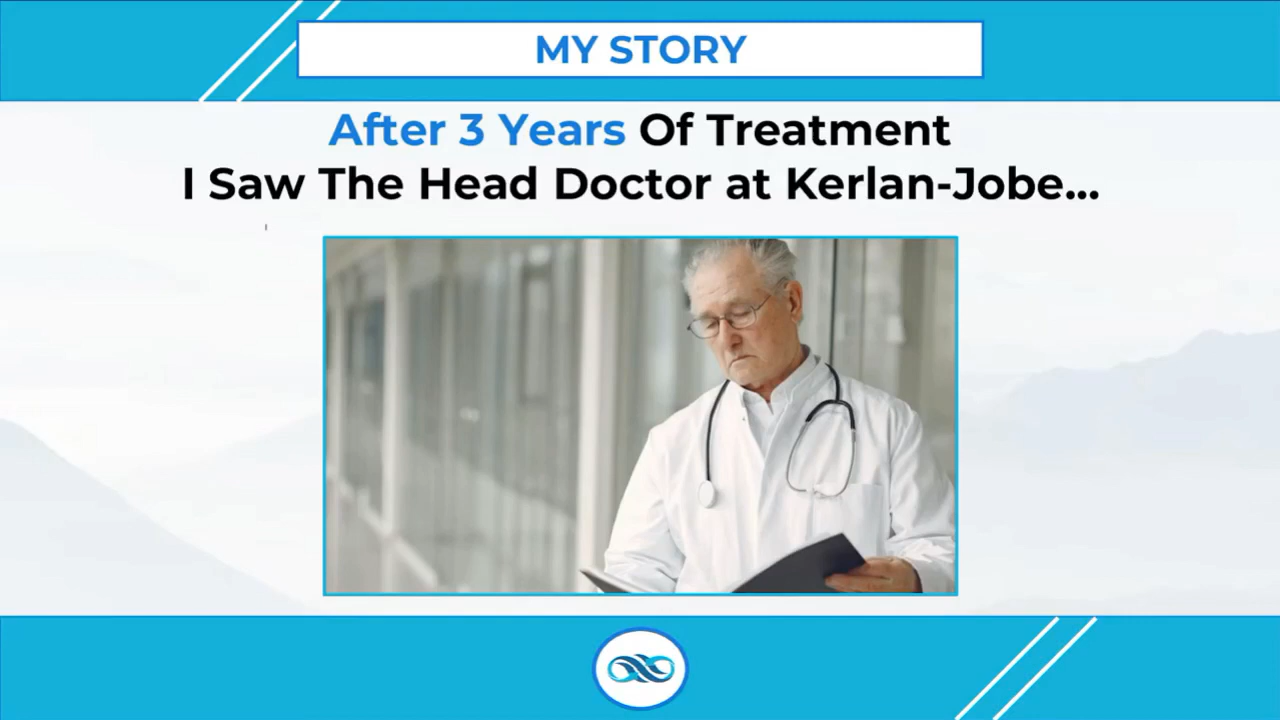 MY STORY
After 3 Years Of Treatment
I Saw The Head Doctor at Kerlan-Jobe...